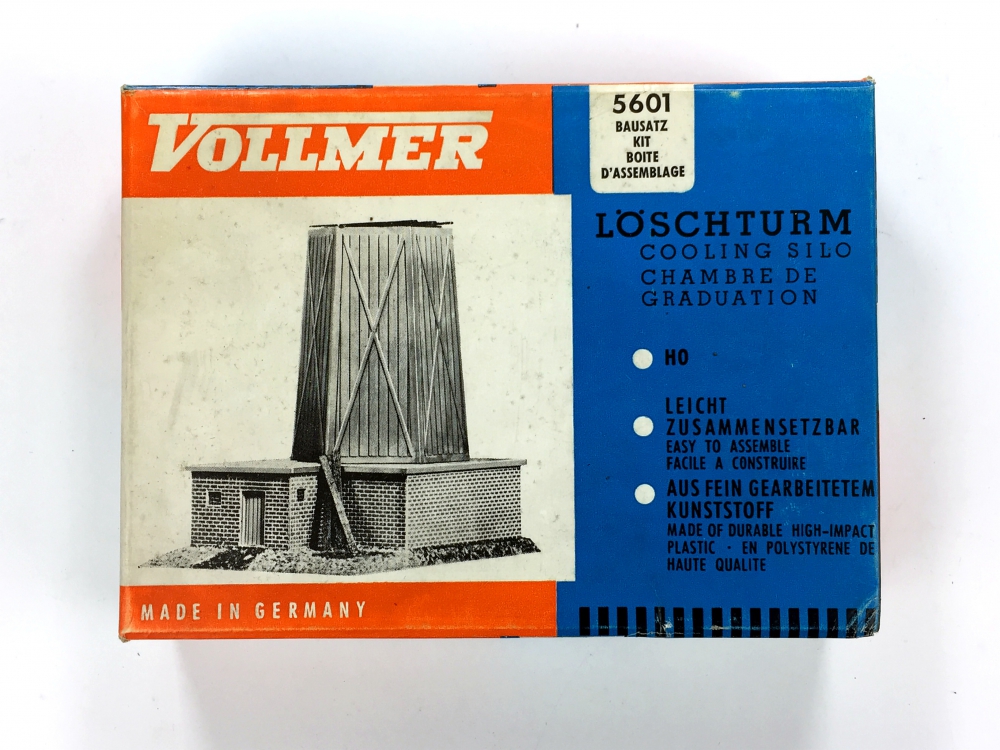 VOLLMER
5601
BAUSATZ
KIT
BOITE
D'ASSEMBLAGE
LÖSCHTURM
COOLING SILO
CHAMBRE DE
GRADUATION
HO
LEICHT
ZUSAMMENSETZBAR
EASY TO ASSEMBLE
FACILE A CONSTRUIRE
AUS FEIN GEARBEITETEM
KUNSTSTOFF
MADE OF DURABLE HIGH-IMPACT
PLASTIC · EN POLYSTYRENE DE
HAUTE QUALITE
MADE IN GERMANY